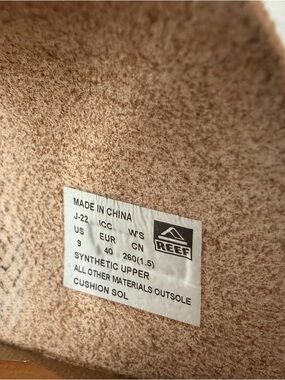 MADE IN CHINA
J-22 ICC W'S
US EUR CN
9 40 260(1.5)
REEF
SYNTHETIC UPPER
ALL OTHER MATERIALS OUTSOLE
CUSHION SOL